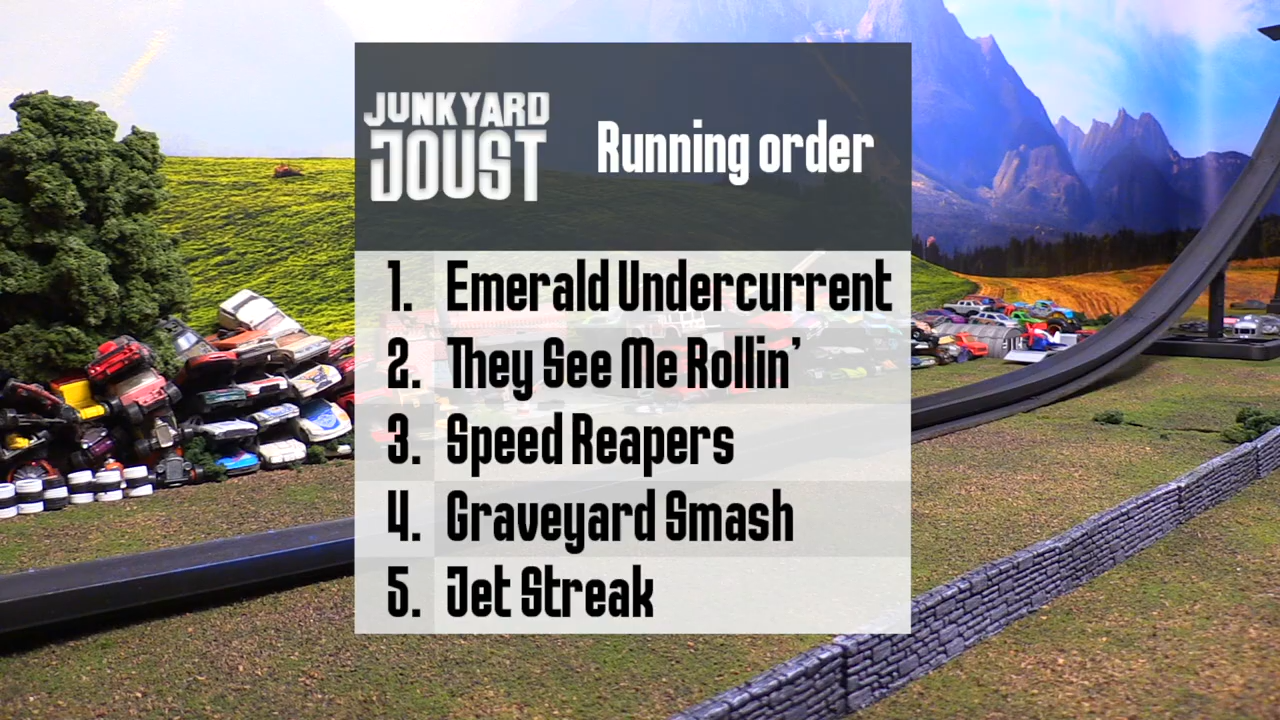 JUNKYARD
JOUST
Running order
1. Emerald Undercurrent
2. They See Me Rollin'
3. Speed Reapers
4. Graveyard Smash
5. Jet Streak